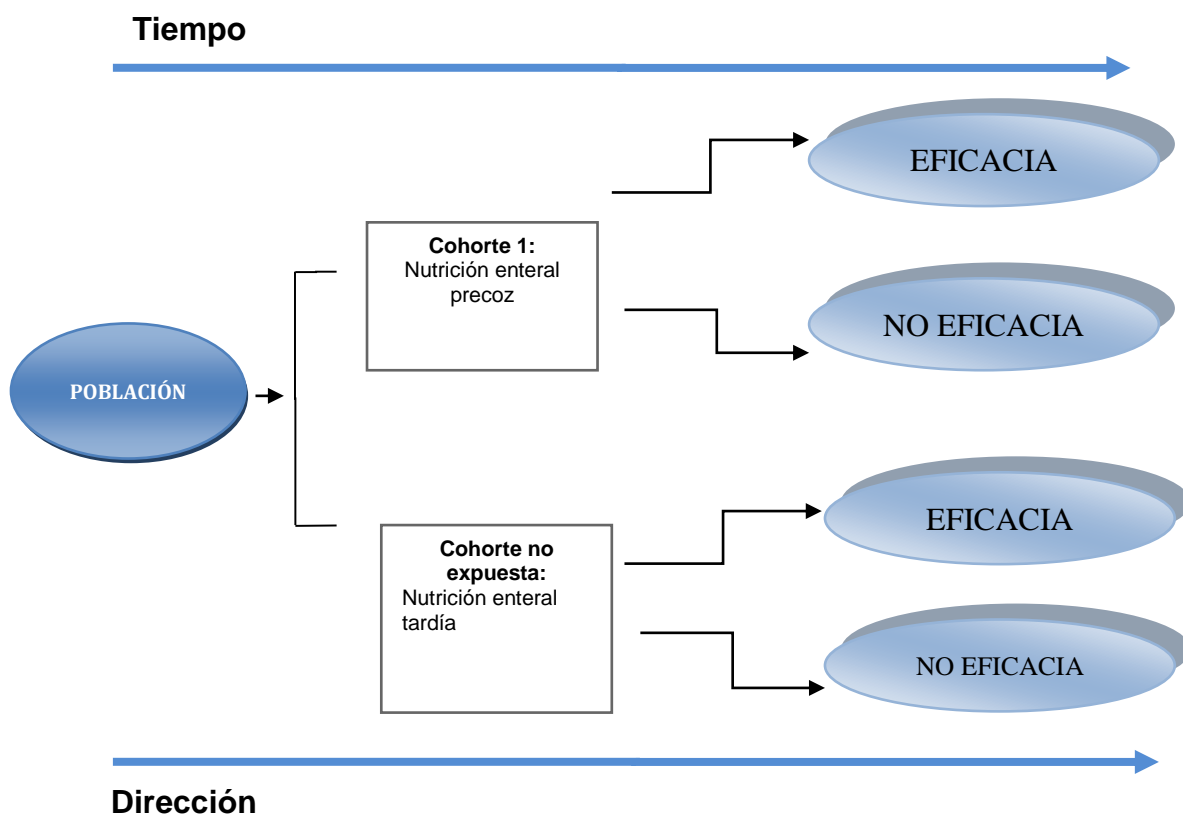 Tiempo
EFICACIA
Cohorte 1:
Nutrición enteral
precoz
NO EFICACIA
POBLACIÓN
EFICACIA
Cohorte no
expuesta:
Nutrición enteral
tardía
NO EFICACIA
Dirección